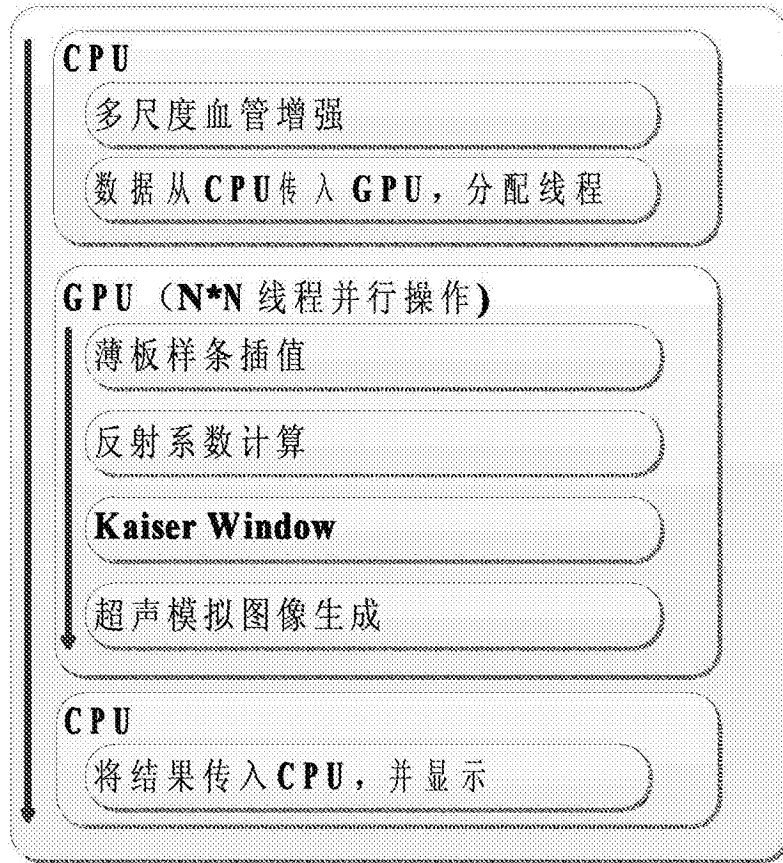 CPU
多尺度血管增强
数据从CPU传入GPU，分配线程
GPU（N*N 线程并行操作)
薄板样条插值
反射系数计算
Kaiser Window
超声模拟图像生成
CPU
将结果传入CPU，并显示